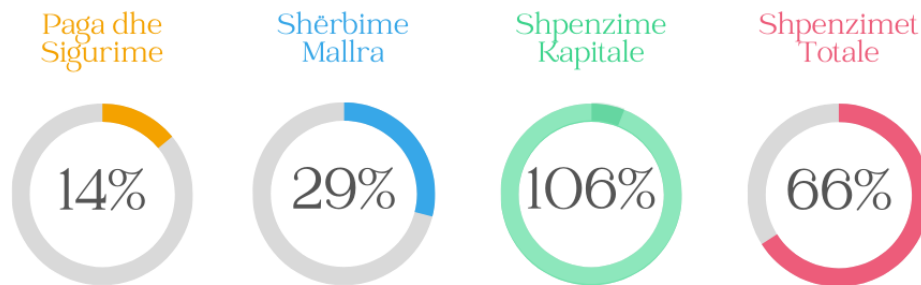 Paga dhe
Sigurime
Shërbime
Mallra
Shpenzime
Kapitale
Shpenzimet
Totale
14%
29%
106%
66%